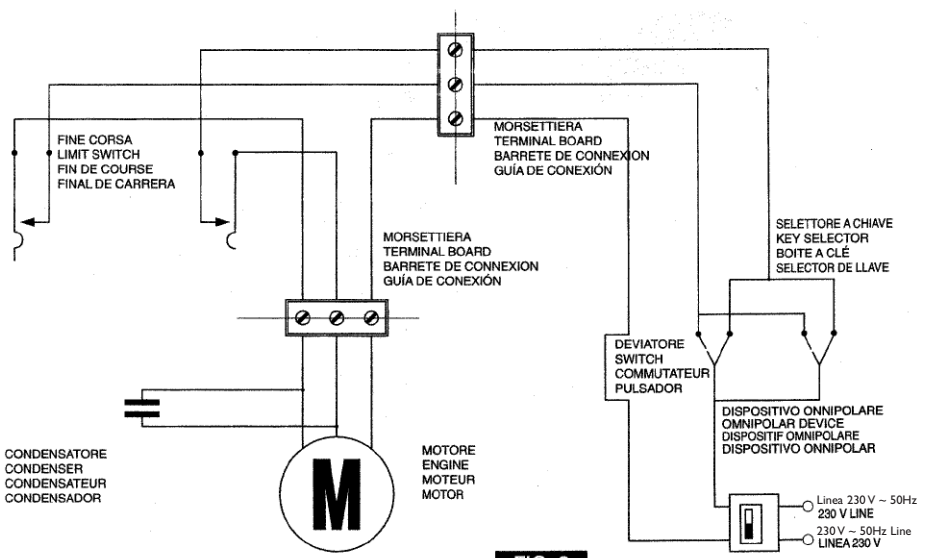 FINE CORSA
LIMIT SWITCH
FIN DE COURSE
FINAL DE CARRERA
MORSETTIERA
TERMINAL BOARD
BARRETE DE CONNEXION
GUÍA DE CONEXIÓN
MORSETTIERA
TERMINAL BOARD
BARRETE DE CONNEXION
GUÍA DE CONEXIÓN
SELETTORE A CHIAVE
KEY SELECTOR
BOITE A CLÉ
SELECTOR DE LLAVE
DEVIATORE
SWITCH
COMMUTATEUR
PULSADOR
DISPOSITIVO ONNIPOLARE
OMNIPOLAR DEVICE
DISPOSITIF OMNIPOLARE
DISPOSITIVO ONNIPOLAR
CONDENSATORE
CONDENSER
CONDENSATEUR
CONDENSADOR
M
MOTORE
ENGINE
MOTEUR
MOTOR
Linea 230 V ~ 50Hz
230 V LINE
230 V ~ 50Hz Line
LINEA 230 V